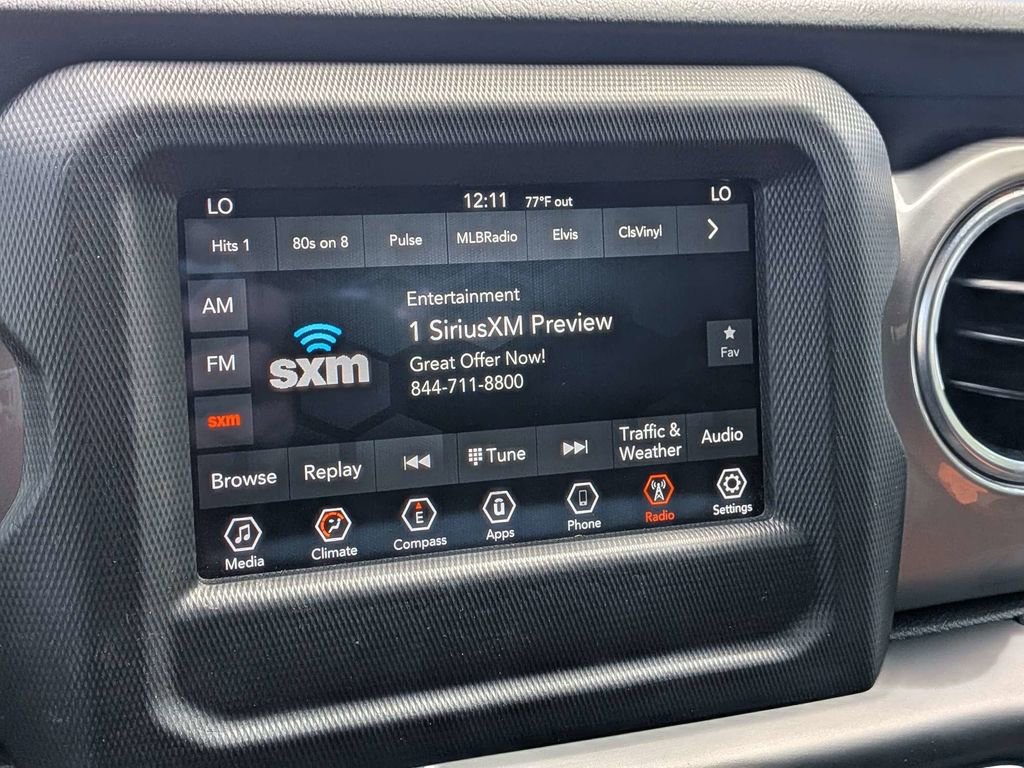 LO 12:11 77°F out LO
Hits 1 80s on 8 Pulse MLBRadio Elvis ClsVinyl
AM
Entertainment
1 SiriusXM Preview
sxm
Great Offer Now!
844-711-8800
Fav
FM
sxm
Browse Replay Tune Traffic & Weather Audio
Media Climate E Compass u Apps Phone Radio Settings